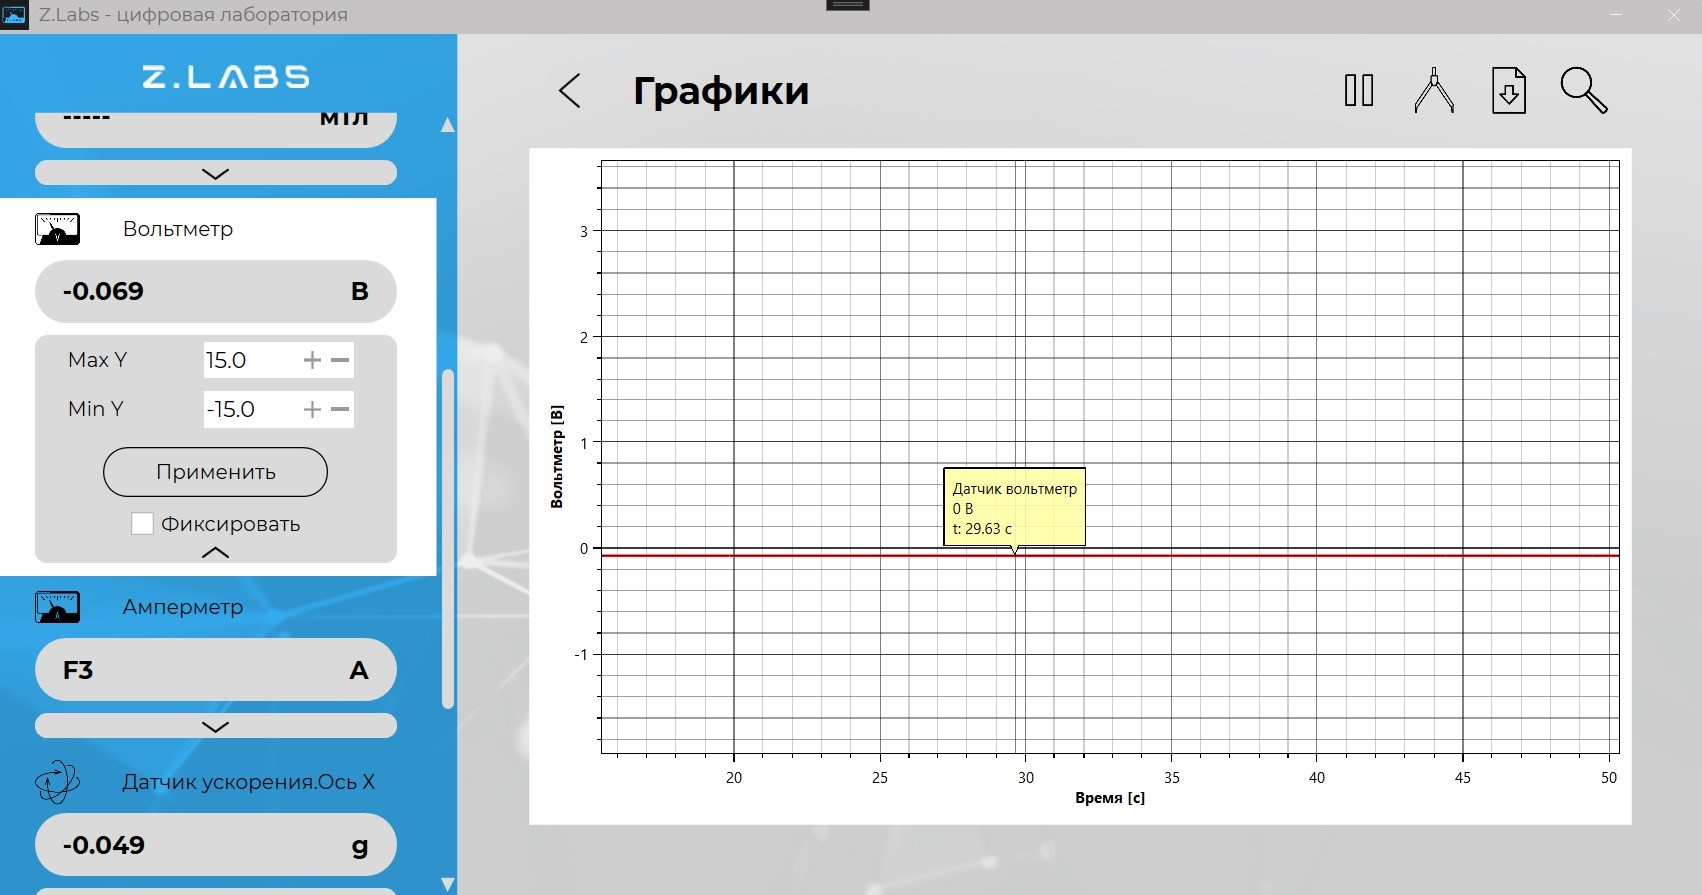 Z.Labs - цифровая лаборатория
Z.LABS
----- мТл
Вольтметр
-0.069 В
Max Y 15.0
Min Y -15.0
Применить
Фиксировать
Амперметр
F3 А
Датчик ускорения.Ось X
-0.049 g
Графики
3
2
1
0
-1
Вольтметр [В]
Датчик вольтметр
0 В
t: 29.63 с
20 25 30 35 40 45 50
Время [с]